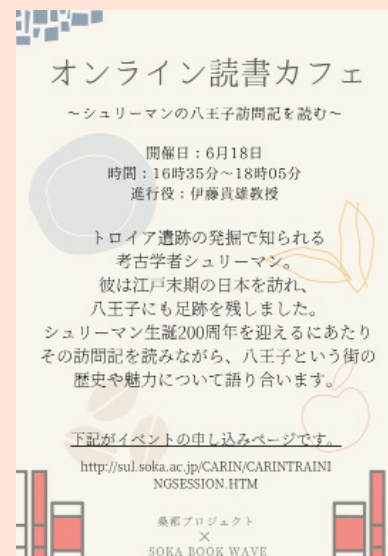 オンライン読書カフェ
～シュリーマンの八王子訪問記を読む～
開催日：6月18日
時間：16時35分～18時05分
進行役：伊藤貴雄教授
トロイア遺跡の発掘で知られる
考古学者シュリーマン。
彼は江戸末期の日本を訪れ、
八王子にも足跡を残しました。
シュリーマン生誕200周年を迎えるにあたり
その訪問記を読みながら、八王子という街の
歴史や魅力について語り合います。
下記がイベントの申し込みページです。
http://sul.soka.ac.jp/CARIN/CARINTRAINI
NGSESSION.HTM
桑都プロジェクト
×
SOKA BOOK WAVE